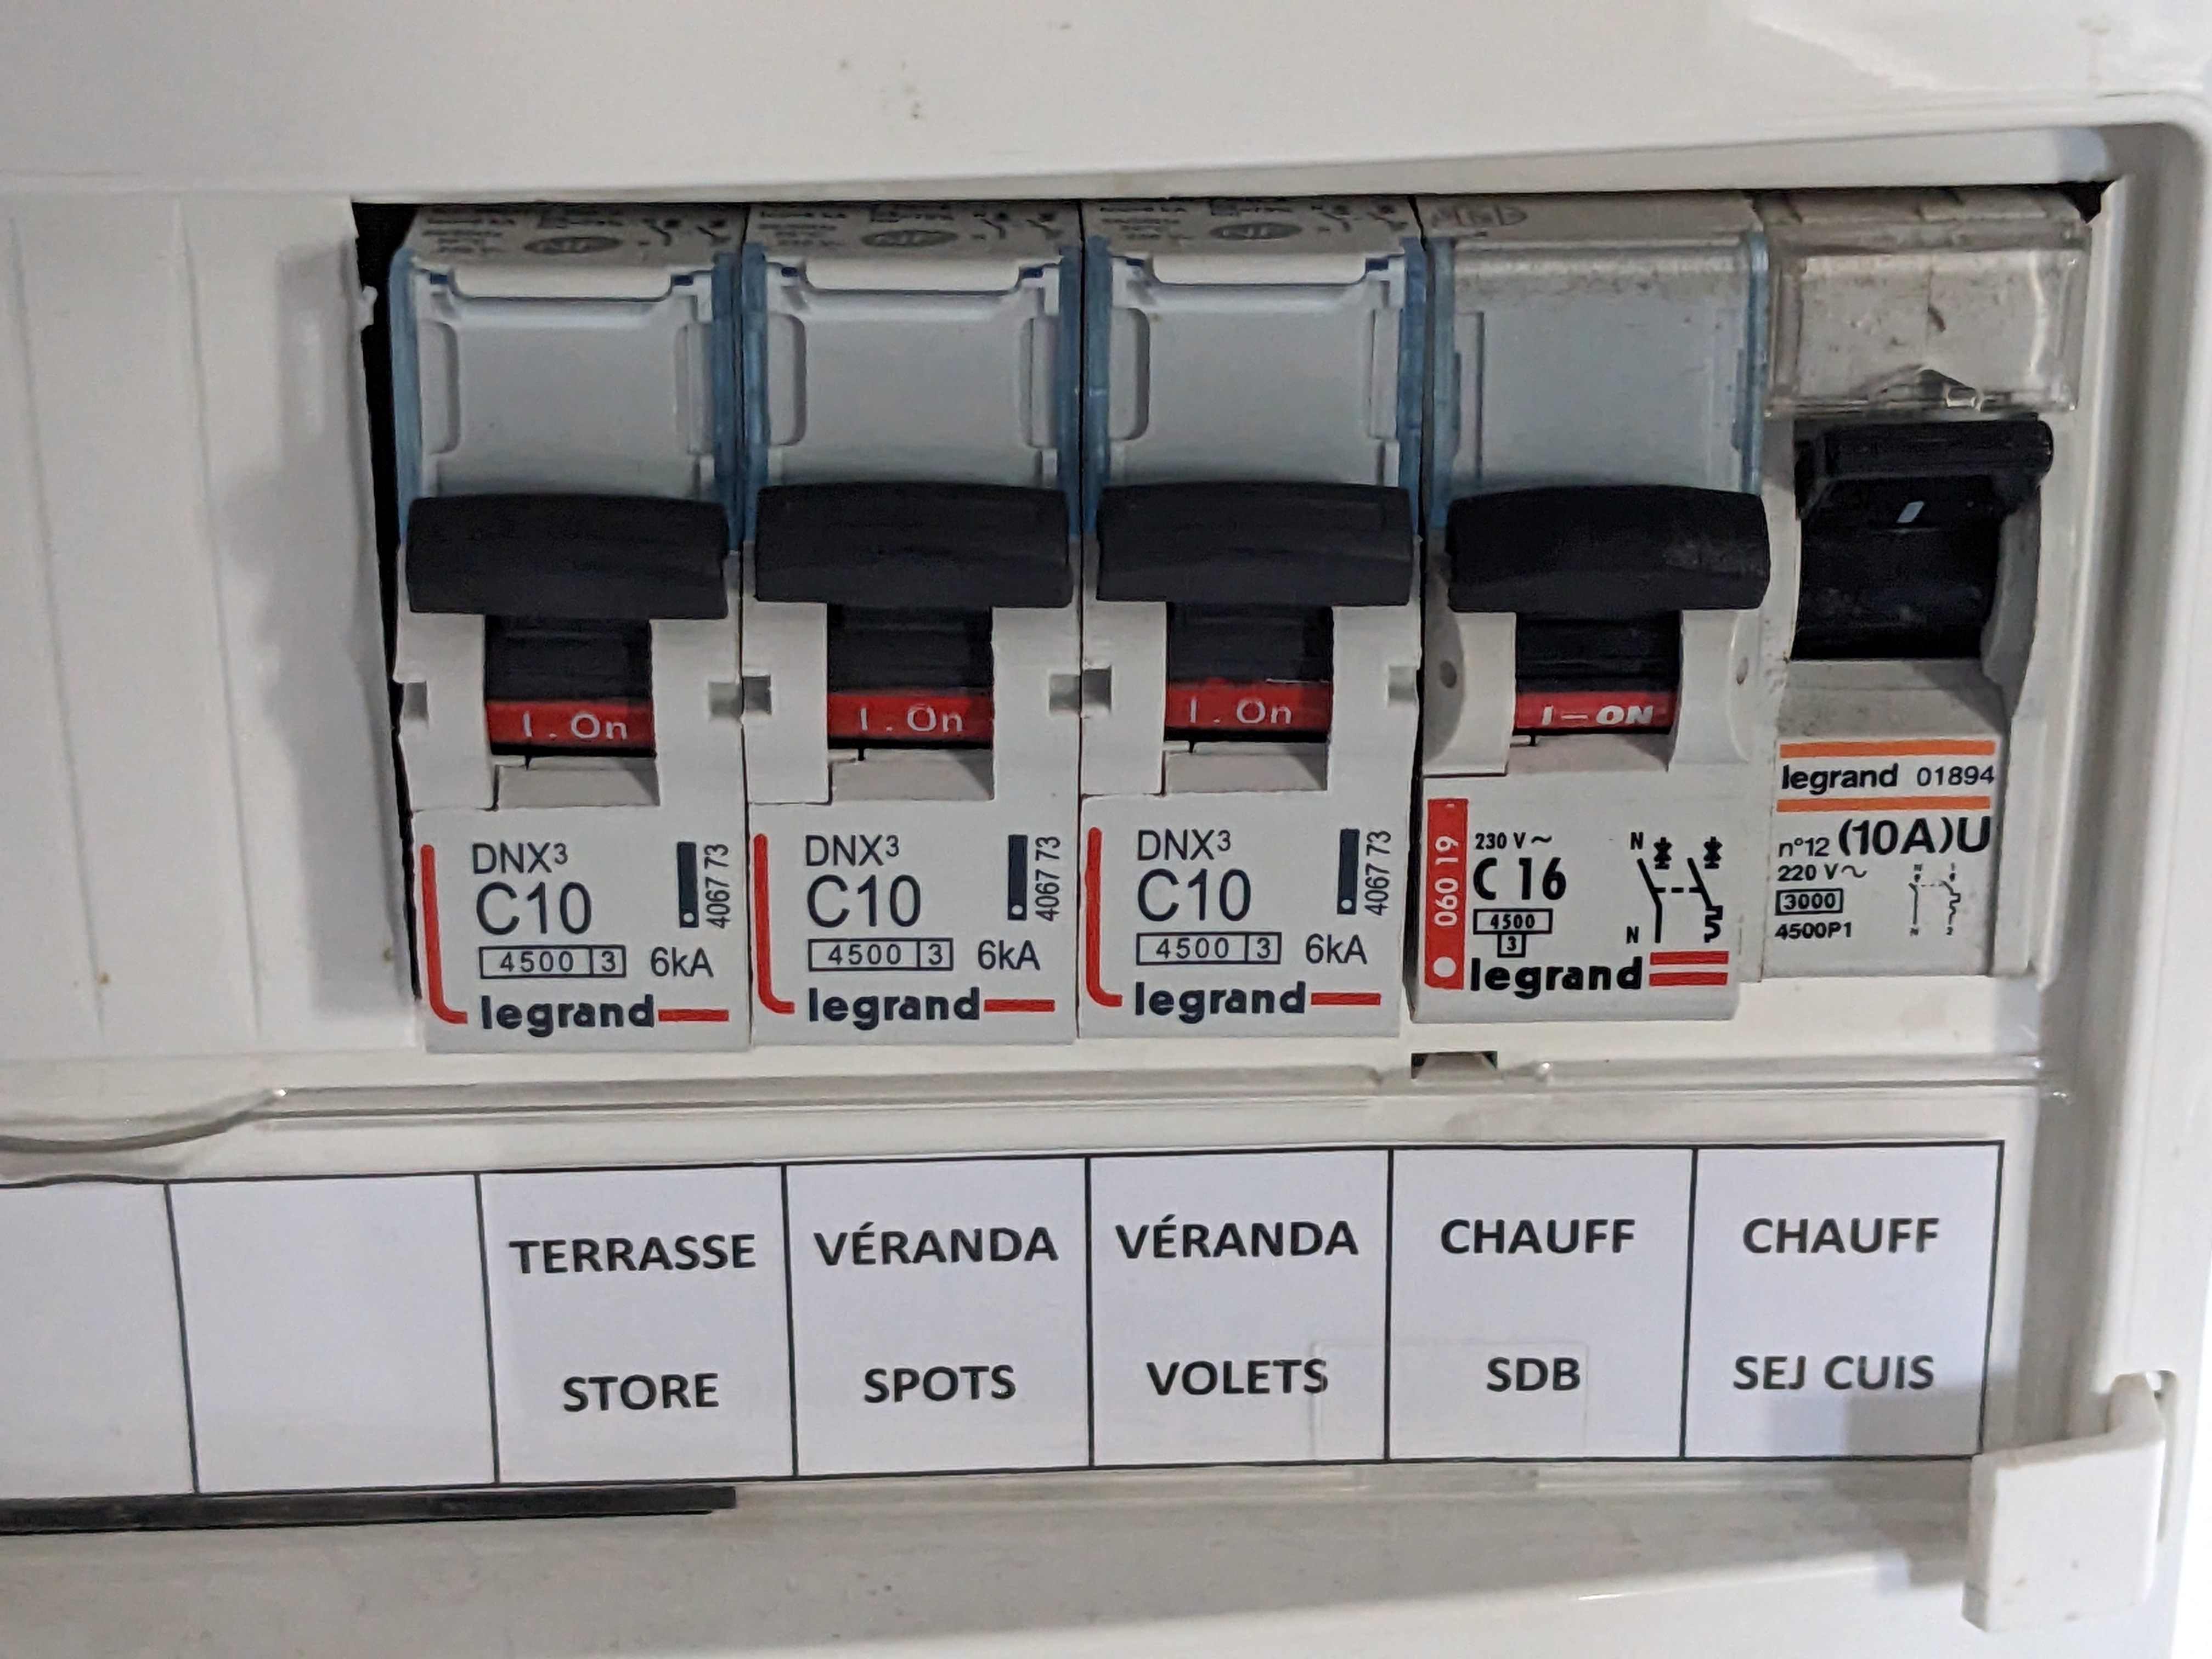 I . On
I . On
I . On
I – ON
DNX³
C10
4067 73
4500 3 6kA
legrand
DNX³
C10
4067 73
4500 3 6kA
legrand
DNX³
C10
4067 73
4500 3 6kA
legrand
060 19
230 V ~
C 16
4500
3
N
N
legrand
legrand 01894
n°12 (10A)U
220 V ~
3000
4500P1
TERRASSE
STORE
VÉRANDA
SPOTS
VÉRANDA
VOLETS
CHAUFF
SDB
CHAUFF
SEJ CUIS